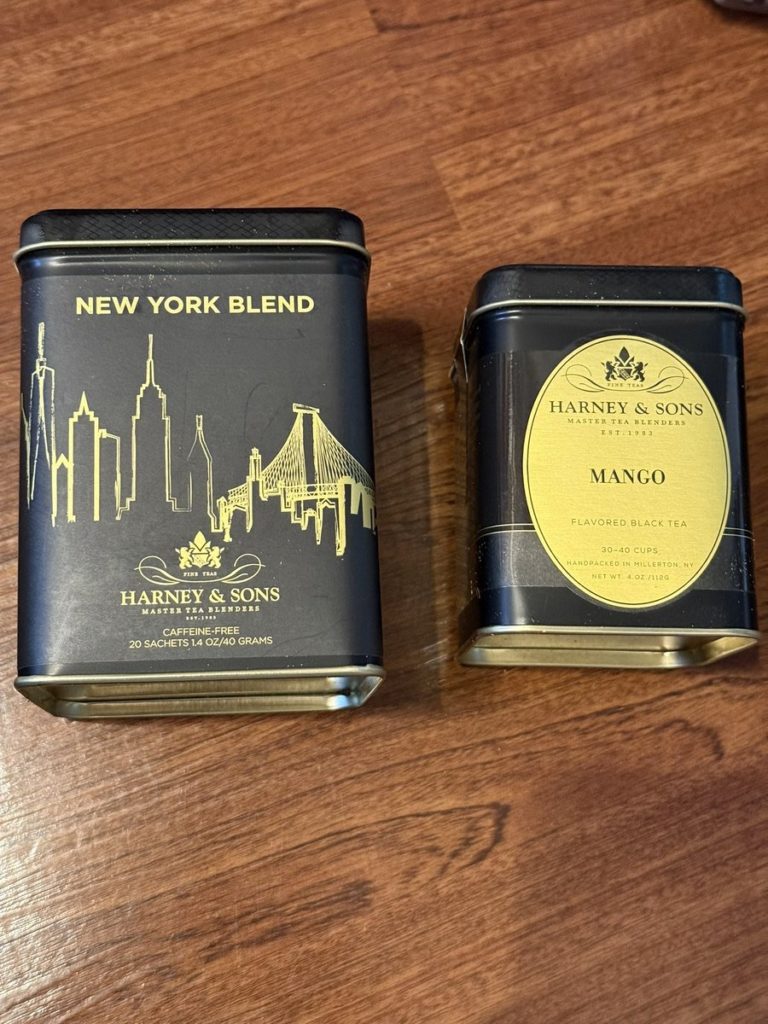 NEW YORK BLEND
FINE TEAS
HARNEY & SONS
MASTER TEA BLENDERS
EST. 1983
CAFFEINE-FREE
20 SACHETS 1.4 OZ/40 GRAMS
FINE TEAS
HARNEY & SONS
MASTER TEA BLENDERS
EST. 1983
MANGO
FLAVORED BLACK TEA
30-40 CUPS
HANDPACKED IN MILLERTON, NY
NET WT. 4 OZ/112G